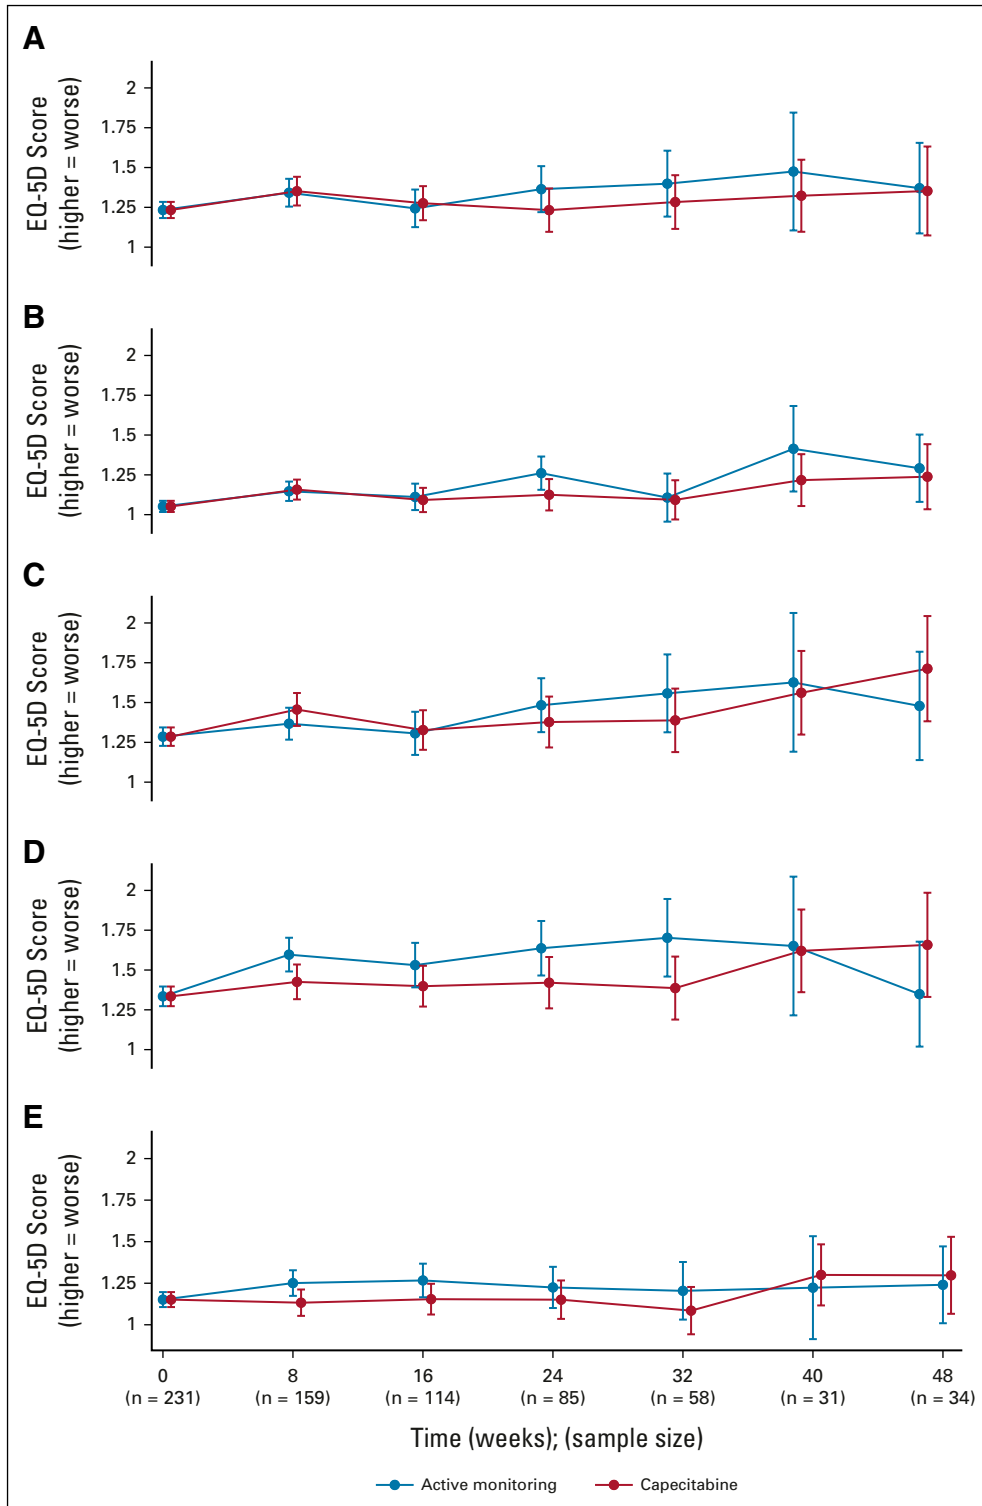 A
EQ-5D Score
(higher = worse)
2
1.75
1.5
1.25
1
B
EQ-5D Score
(higher = worse)
2
1.75
1.5
1.25
1
C
EQ-5D Score
(higher = worse)
2
1.75
1.5
1.25
1
D
EQ-5D Score
(higher = worse)
2
1.75
1.5
1.25
1
E
EQ-5D Score
(higher = worse)
2
1.75
1.5
1.25
1
0 8 16 24 32 40 48
(n = 231) (n = 159) (n = 114) (n = 85) (n = 58) (n = 31) (n = 34)
Time (weeks); (sample size)
Active monitoring Capecitabine